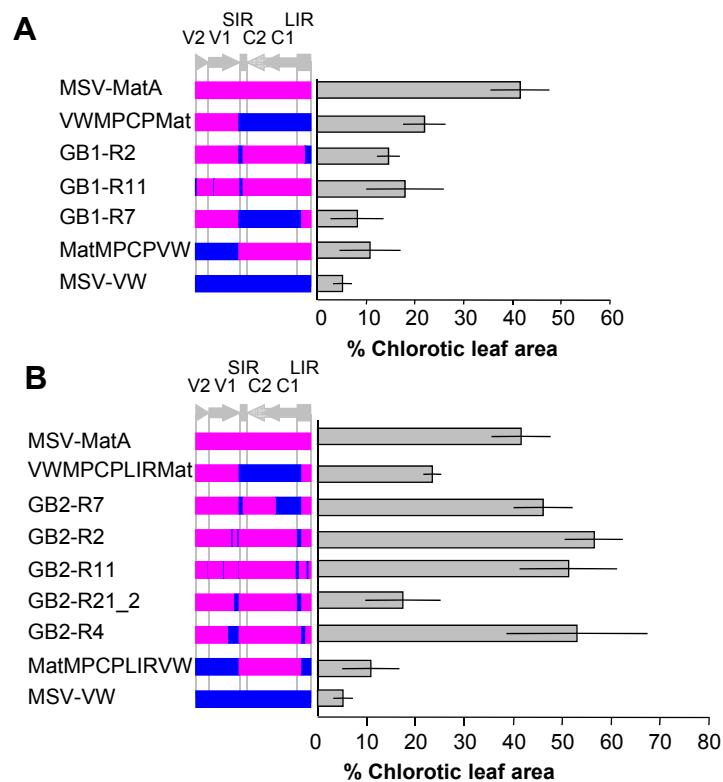 A
SIR LIR
V2 V1 C2 C1
MSV-MatA
VWMPCPMat
GB1-R2
GB1-R11
GB1-R7
MatMPCPVW
MSV-VW
0 10 20 30 40 50 60
% Chlorotic leaf area
B
SIR LIR
V2 V1 C2 C1
MSV-MatA
VWMPCPLIRMat
GB2-R7
GB2-R2
GB2-R11
GB2-R21_2
GB2-R4
MatMPCPLIRVW
MSV-VW
0 10 20 30 40 50 60 70 80
% Chlorotic leaf area